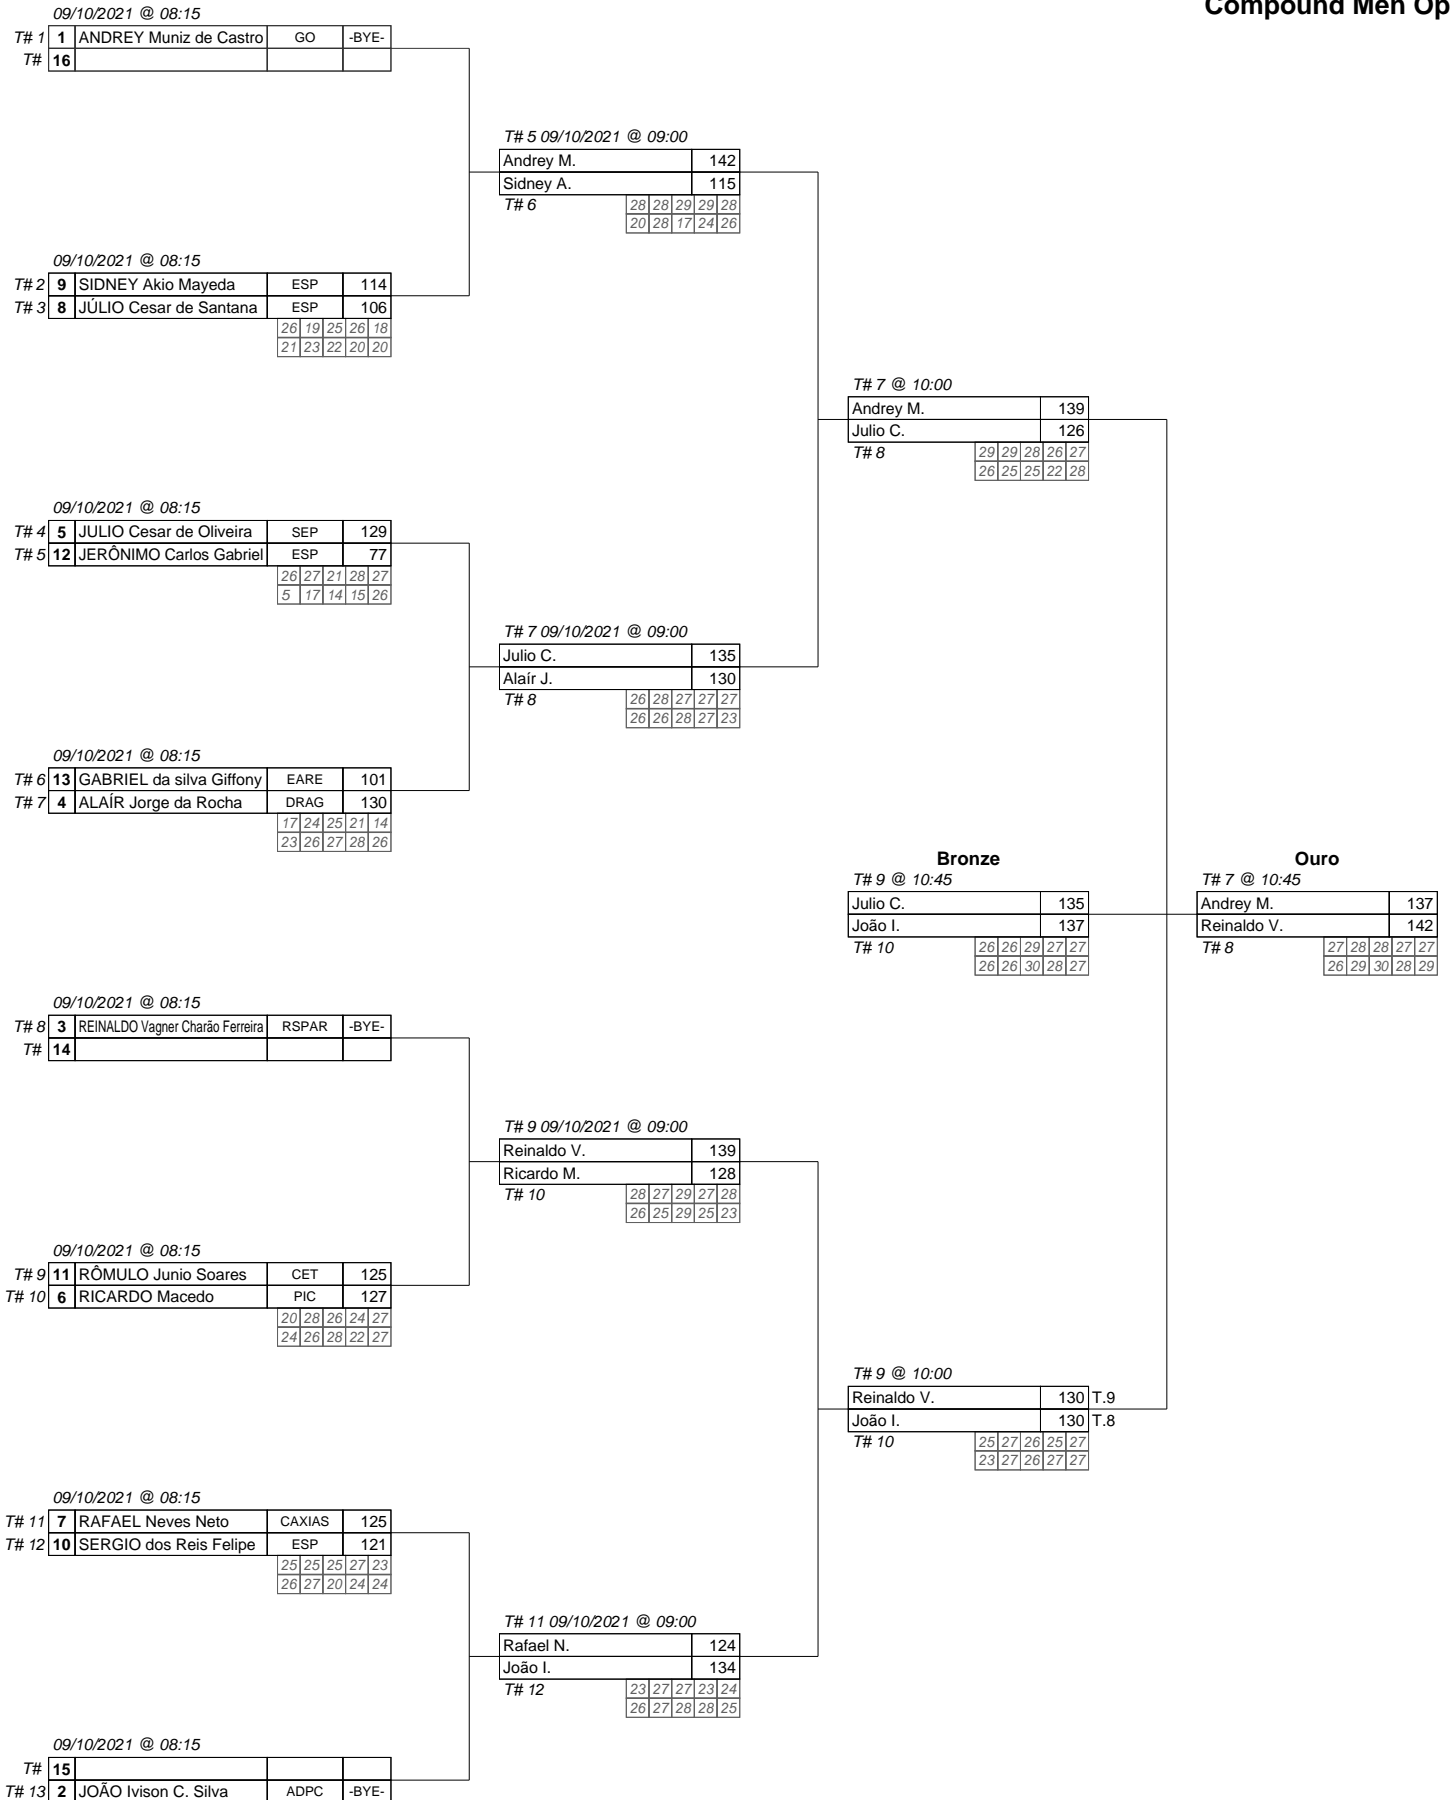 Compound Men Op
09/10/2021 @ 08:15
T# 1 1 ANDREY Muniz de Castro GO -BYE-
T# 16
T# 5 09/10/2021 @ 09:00
Andrey M. 142
Sidney A. 115
T# 6 28 28 29 29 28
20 28 17 24 26
09/10/2021 @ 08:15
T# 2 9 SIDNEY Akio Mayeda ESP 114
T# 3 8 JÚLIO Cesar de Santana ESP 106
26 19 25 26 18
21 23 22 20 20
T# 7 @ 10:00
Andrey M. 139
Julio C. 126
T# 8 29 29 28 26 27
26 25 25 22 28
09/10/2021 @ 08:15
T# 4 5 JULIO Cesar de Oliveira SEP 129
T# 5 12 JERÔNIMO Carlos Gabriel ESP 77
26 27 21 28 27
5 17 14 15 26
T# 7 09/10/2021 @ 09:00
Julio C. 135
Alaír J. 130
T# 8 26 28 27 27 27
26 26 28 27 23
09/10/2021 @ 08:15
T# 6 13 GABRIEL da silva Giffony EARE 101
T# 7 4 ALAÍR Jorge da Rocha DRAG 130
17 24 25 21 14
23 26 27 28 26
Bronze Ouro
T# 9 @ 10:45 T# 7 @ 10:45
Julio C. 135 Andrey M. 137
João I. 137 Reinaldo V. 142
T# 10 26 26 29 27 27 T# 8 27 28 28 27 27
26 26 30 28 27 26 29 30 28 29
09/10/2021 @ 08:15
T# 8 3 REINALDO Vagner Charão Ferreira RSPAR -BYE-
T# 14
T# 9 09/10/2021 @ 09:00
Reinaldo V. 139
Ricardo M. 128
T# 10 28 27 29 27 28
26 25 29 25 23
09/10/2021 @ 08:15
T# 9 11 RÔMULO Junio Soares CET 125
T# 10 6 RICARDO Macedo PIC 127
20 28 26 24 27
24 26 28 22 27
T# 9 @ 10:00
Reinaldo V. 130 T.9
João I. 130 T.8
T# 10 25 27 26 25 27
23 27 26 27 27
09/10/2021 @ 08:15
T# 11 7 RAFAEL Neves Neto CAXIAS 125
T# 12 10 SERGIO dos Reis Felipe ESP 121
25 25 25 27 23
26 27 20 24 24
T# 11 09/10/2021 @ 09:00
Rafael N. 124
João I. 134
T# 12 23 27 27 23 24
26 27 28 28 25
09/10/2021 @ 08:15
T# 15
T# 13 2 JOÃO Ivison C. Silva ADPC -BYE-